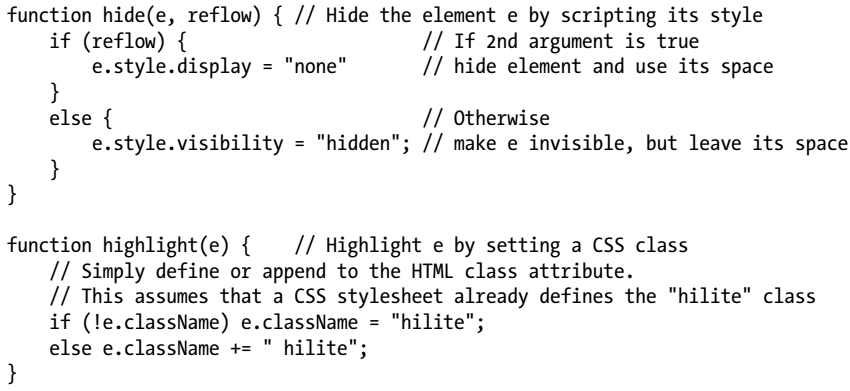 function hide(e, reflow) { // Hide the element e by scripting its style
    if (reflow) {                      // If 2nd argument is true
        e.style.display = "none"       // hide element and use its space
    }
    else {                             // Otherwise
        e.style.visibility = "hidden"; // make e invisible, but leave its space
    }
}

function highlight(e) {    // Highlight e by setting a CSS class
    // Simply define or append to the HTML class attribute.
    // This assumes that a CSS stylesheet already defines the "hilite" class
    if (!e.className) e.className = "hilite";
    else e.className += " hilite";
}